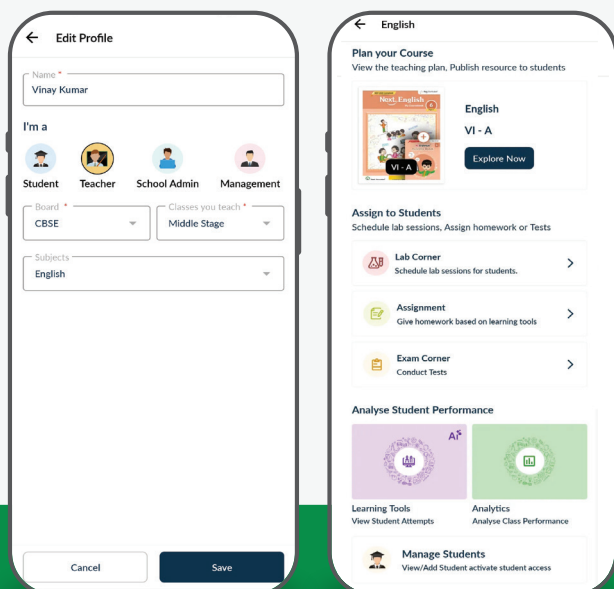 Edit Profile
Name *
Vinay Kumar
I'm a
Student
Teacher
School Admin
Management
Board *
CBSE
Classes you teach *
Middle Stage
Subjects
English
Cancel
Save
English
Plan your Course
View the teaching plan, Publish resource to students
Next English
VI - A
English
VI - A
Explore Now
Assign to Students
Schedule lab sessions, Assign homework or Tests
Lab Corner
Schedule lab sessions for students.
Assignment
Give homework based on learning tools
Exam Corner
Conduct Tests
Analyse Student Performance
Ai
Learning Tools
View Student Attempts
Analytics
Analyse Class Performance
Manage Students
View/Add Student activate student access